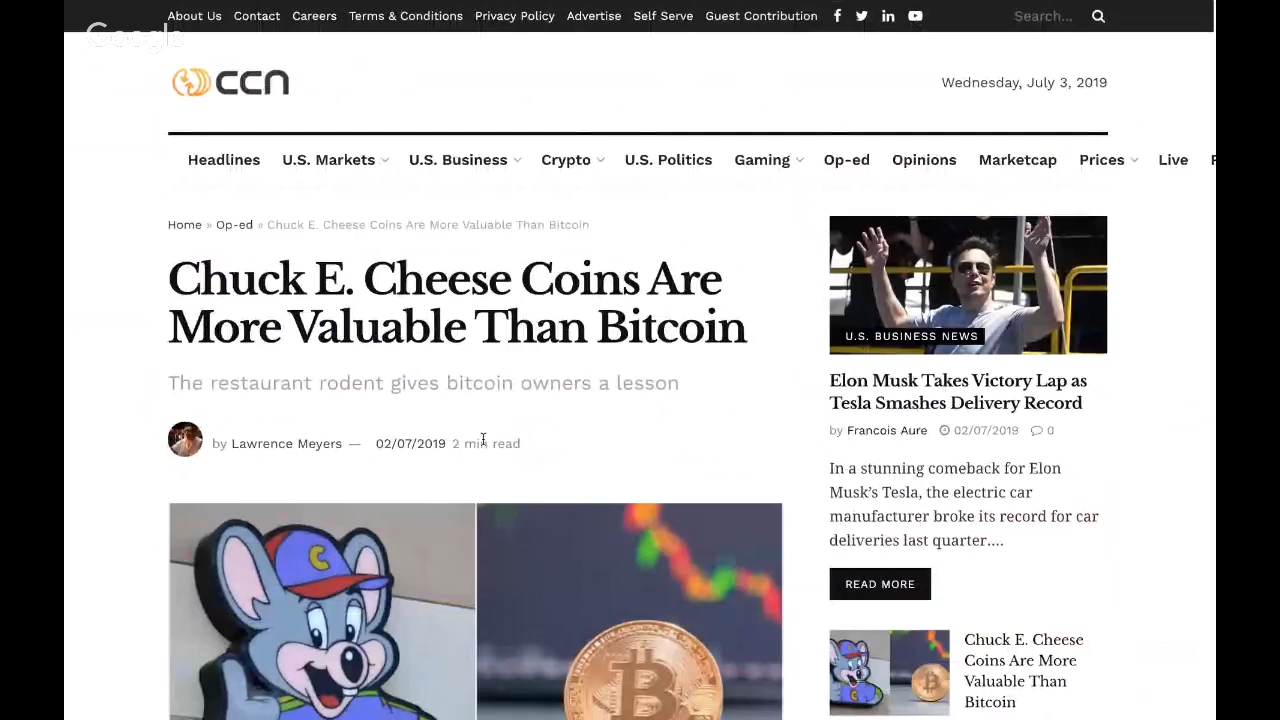 About Us Contact Careers Terms & Conditions Privacy Policy Advertise Self Serve Guest Contribution Search...
Google
CCN
Wednesday, July 3, 2019
Headlines U.S. Markets U.S. Business Crypto U.S. Politics Gaming Op-ed Opinions Marketcap Prices Live
Home » Op-ed » Chuck E. Cheese Coins Are More Valuable Than Bitcoin
Chuck E. Cheese Coins Are
More Valuable Than Bitcoin
The restaurant rodent gives bitcoin owners a lesson
by Lawrence Meyers — 02/07/2019 2 min read
C
B
U.S. BUSINESS NEWS
Elon Musk Takes Victory Lap as
Tesla Smashes Delivery Record
by Francois Aure 02/07/2019 0
In a stunning comeback for Elon
Musk's Tesla, the electric car
manufacturer broke its record for car
deliveries last quarter....
READ MORE
Chuck E. Cheese
Coins Are More
Valuable Than
Bitcoin